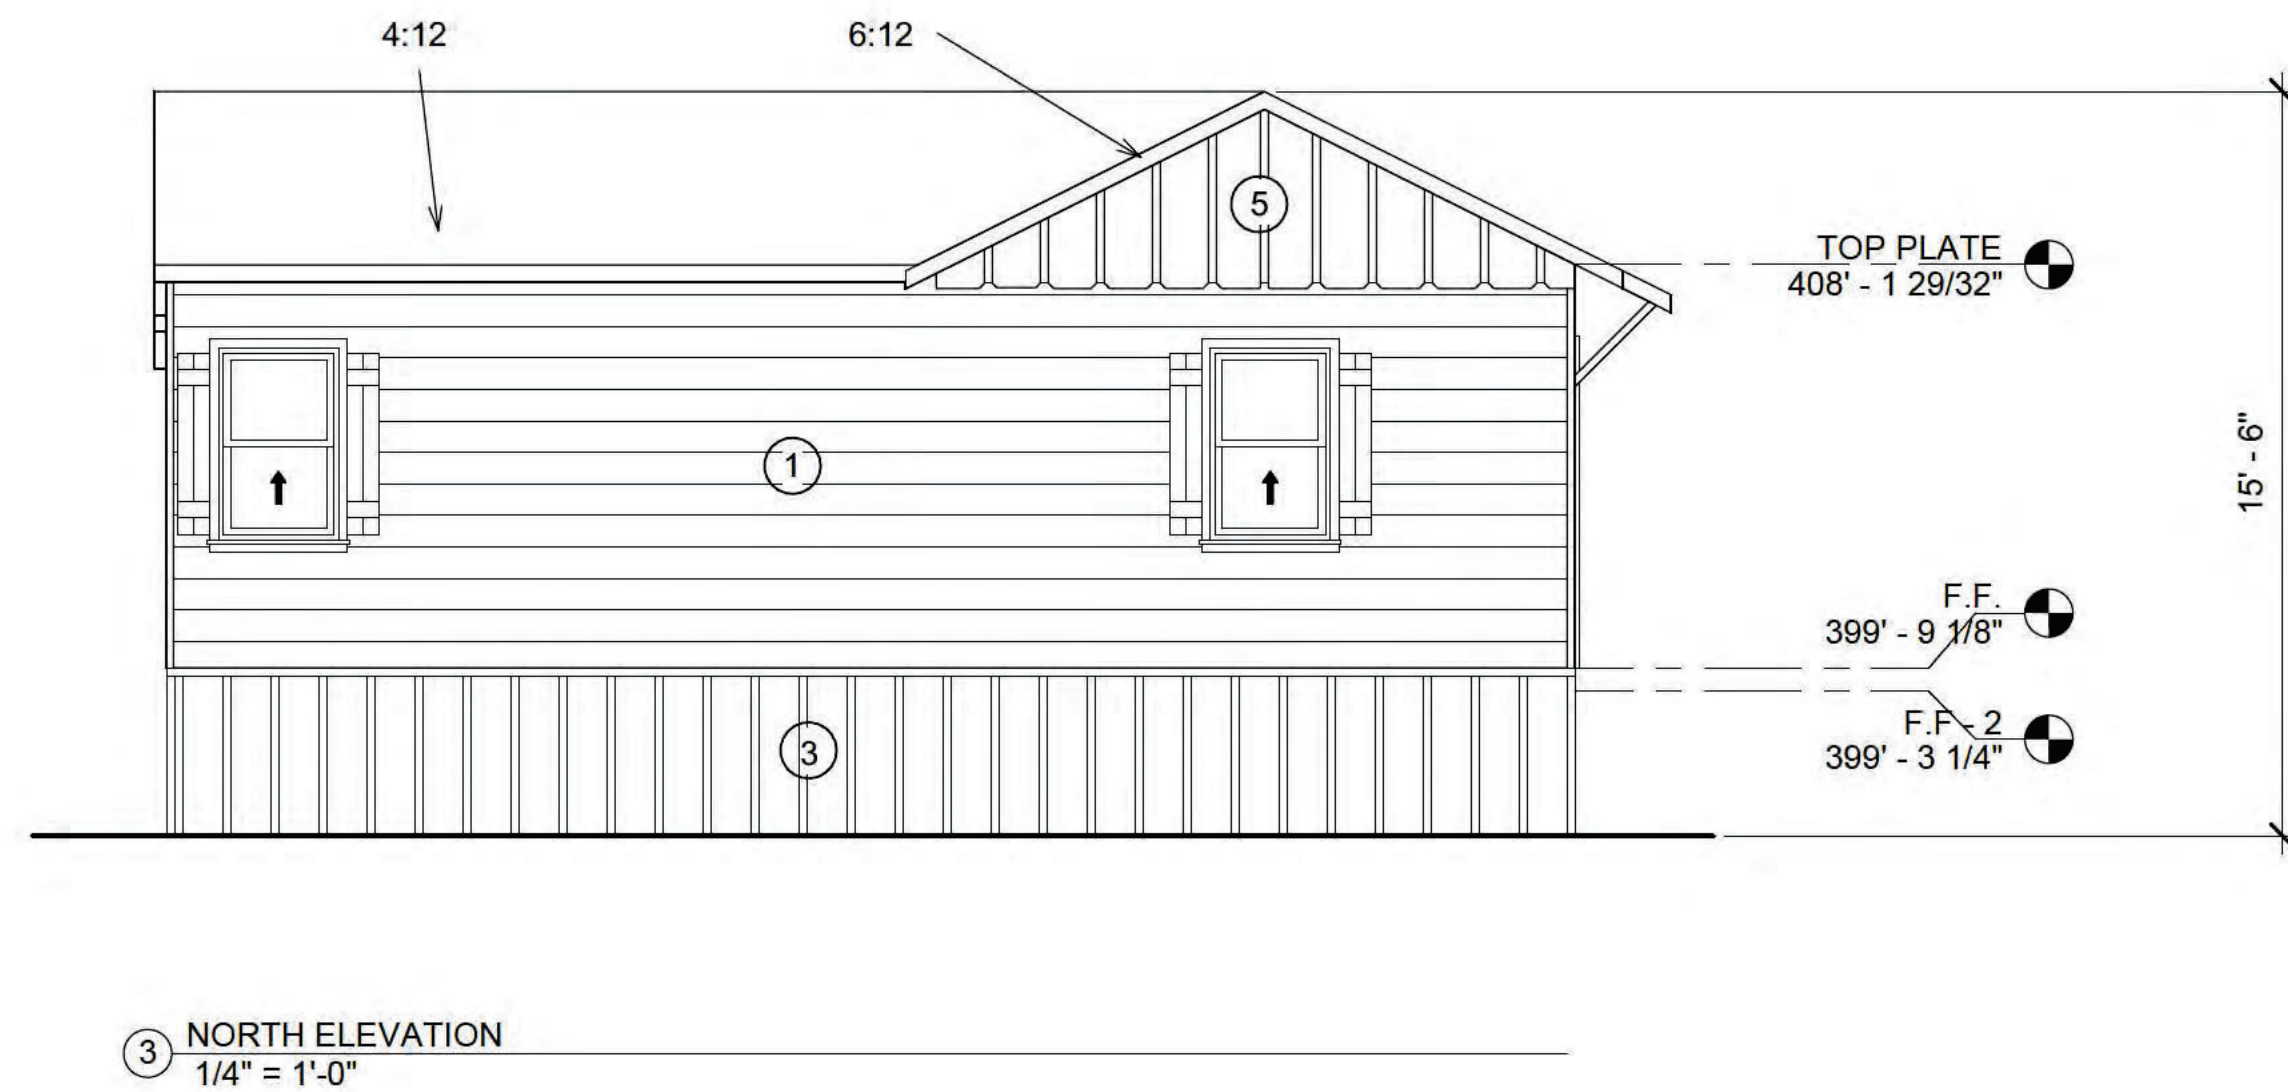 4:12
6:12
5
TOP PLATE
408' - 1 29/32"
15' - 6"
1
F.F.
399' - 9 1/8"
F.F - 2
399' - 3 1/4"
3
3
NORTH ELEVATION
1/4" = 1'-0"